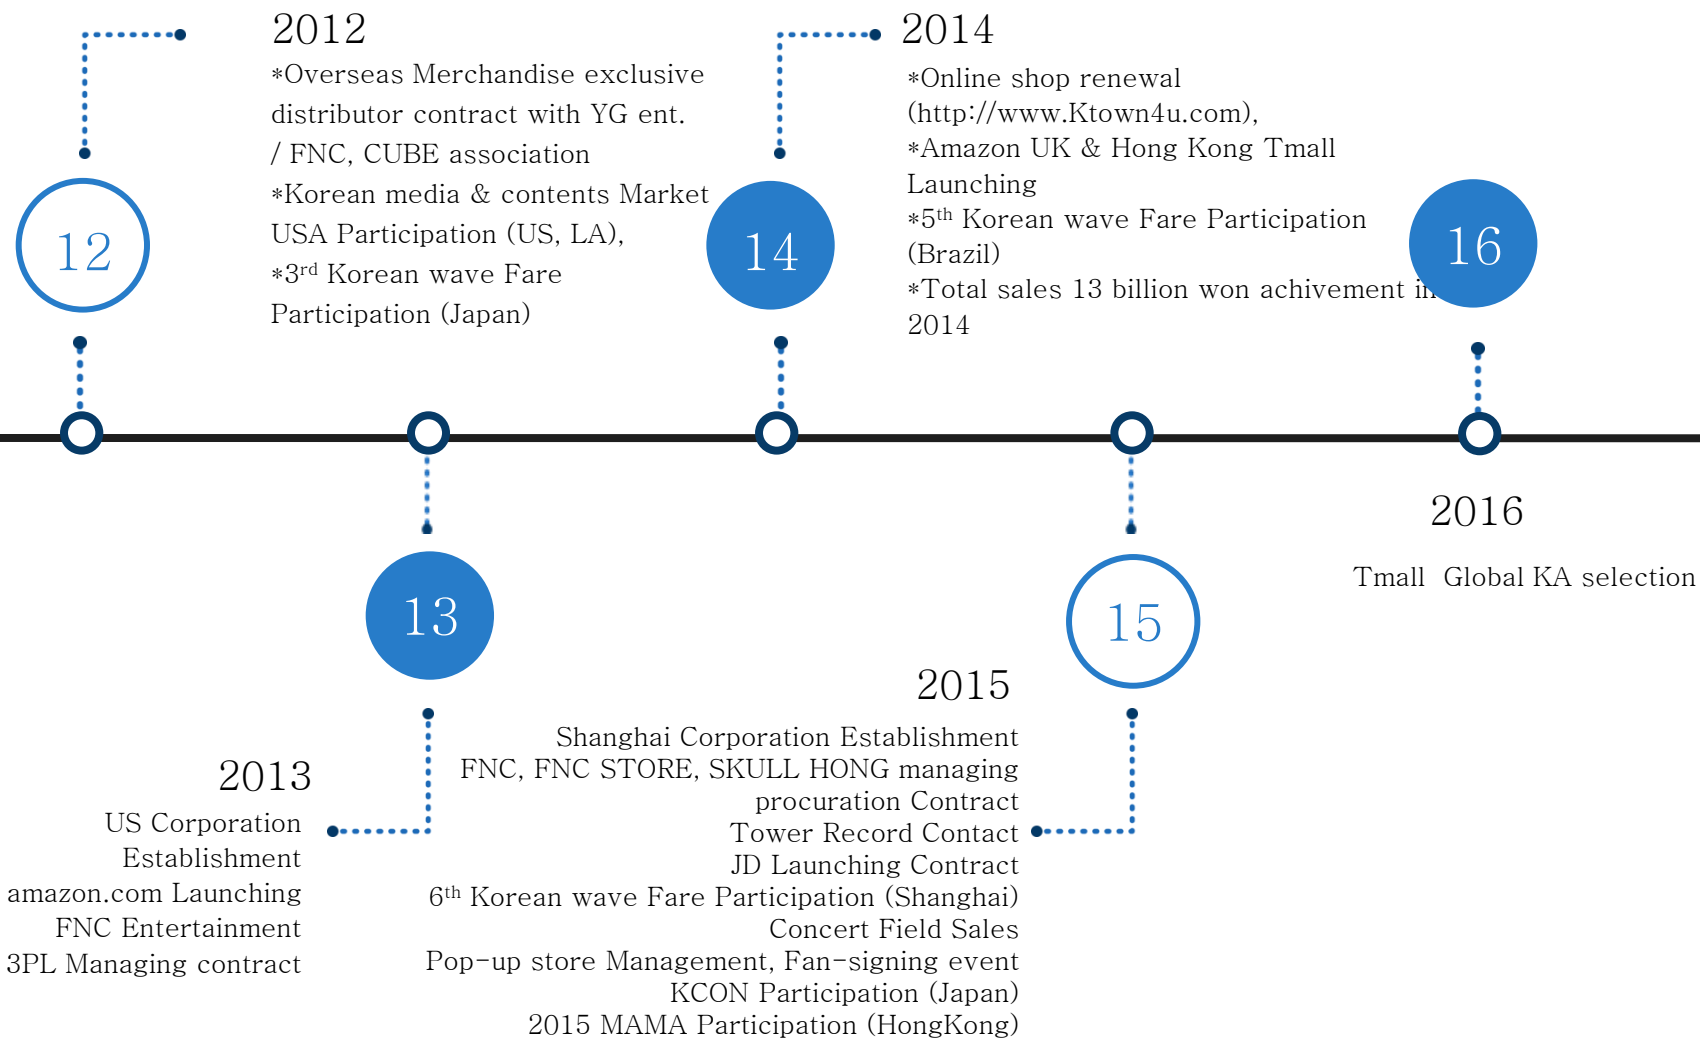 2012
*Overseas Merchandise exclusive
distributor contract with YG ent.
/ FNC, CUBE association
*Korean media & contents Market
USA Participation (US, LA),
*3rd Korean wave Fare
Participation (Japan)
12
2014
*Online shop renewal
(http://www.Ktown4u.com),
*Amazon UK & Hong Kong Tmall
Launching
*5th Korean wave Fare Participation
(Brazil)
*Total sales 13 billion won achivement in
2014
14
16
2016
Tmall Global KA selection
13
2013
US Corporation
Establishment
amazon.com Launching
FNC Entertainment
3PL Managing contract
15
2015
Shanghai Corporation Establishment
FNC, FNC STORE, SKULL HONG managing
procuration Contract
Tower Record Contact
JD Launching Contract
6th Korean wave Fare Participation (Shanghai)
Concert Field Sales
Pop-up store Management, Fan-signing event
KCON Participation (Japan)
2015 MAMA Participation (HongKong)